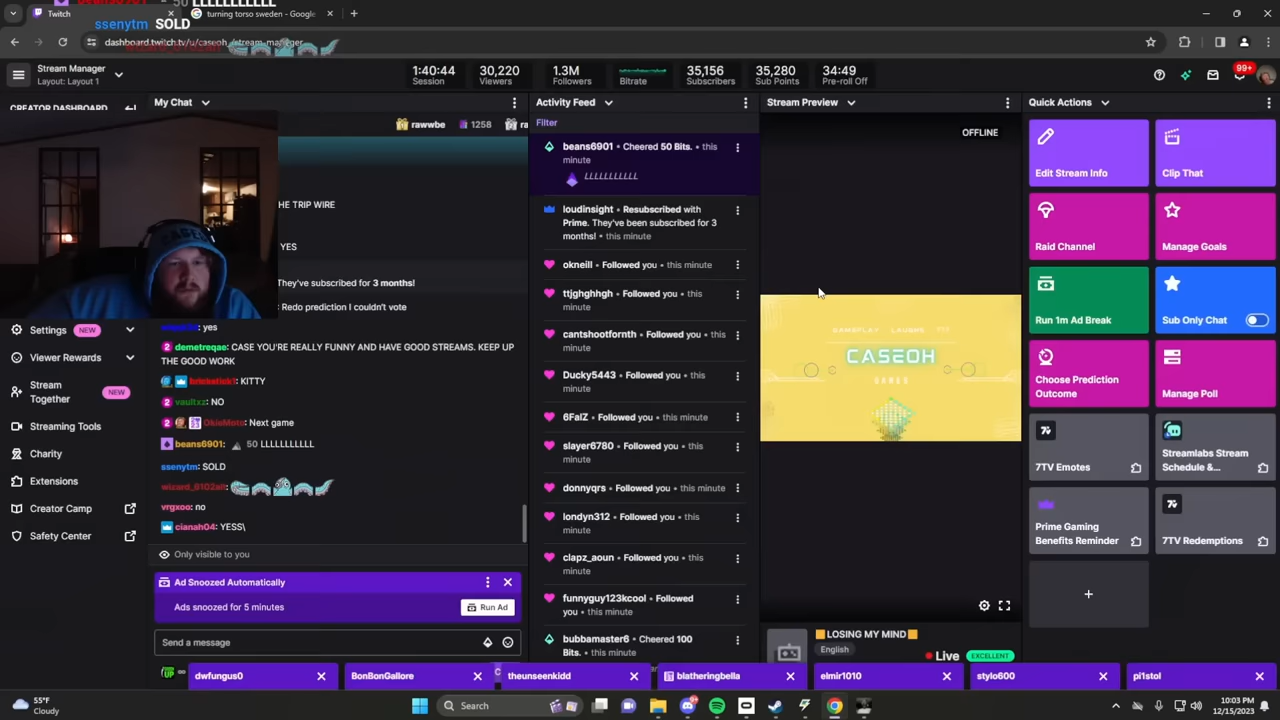 50 LLLLLLLLLL
ssenytm SOLD
Twitch
turning torso sweden - Google
dashboard.twitch.tv/u/caseoh_/stream-manager
Stream Manager
Layout: Layout 1
1:40:44
Session
30,220
Viewers
1.3M
Followers
Bitrate
35,156
Subscribers
35,280
Sub Points
34:49
Pre-roll Off
99+
CREATOR DASHBOARD
Settings NEW
Viewer Rewards
Stream Together NEW
Streaming Tools
Charity
Extensions
Creator Camp
Safety Center
My Chat
rawwbe 1258
HE TRIP WIRE
YES
They've subscribed for 3 months!
Redo prediction I couldn't vote
yes
demetreqae: CASE YOU'RE REALLY FUNNY AND HAVE GOOD STREAMS. KEEP UP
THE GOOD WORK
brickstick1: KITTY
vaultxz: NO
OkieMoto: Next game
beans6901: 50 LLLLLLLLLLL
ssenytm: SOLD
wizard_0102alt:
vrgxoo: no
cianah04: YESS\
Only visible to you
Ad Snoozed Automatically
Ads snoozed for 5 minutes
Run Ad
Send a message
Activity Feed
Filter
beans6901 • Cheered 50 Bits. • this
minute
LLLLLLLLLLL
loudinsight • Resubscribed with
Prime. They've been subscribed for 3
months! • this minute
okneill • Followed you • this minute
ttjghghhgh • Followed you • this
minute
cantshootfornth • Followed you • this
minute
Ducky5443 • Followed you • this
minute
6FalZ • Followed you • this minute
slayer6780 • Followed you • this
minute
donnyqrs • Followed you • this minute
londyn312 • Followed you • this
minute
clapz_aoun • Followed you • this
minute
funnyguy123kcool • Followed
you • this minute
bubbamaster6 • Cheered 100
Bits. • this minute
Stream Preview
OFFLINE
GAMEPLAY LAUGHS
CASEOH
GAMES
LOSING MY MIND
English
Live
EXCELLENT
Quick Actions
Edit Stream Info
Clip That
Raid Channel
Manage Goals
Run 1m Ad Break
Sub Only Chat
Choose Prediction
Outcome
Manage Poll
7TV Emotes
Streamlabs Stream
Schedule &...
Prime Gaming
Benefits Reminder
7TV Redemptions
dwfungus0
BonBonGallore
theunseenkidd
blatheringbella
elmir1010
stylo600
pi1stol
55°F
Cloudy
Search
10:03 PM
12/15/2023